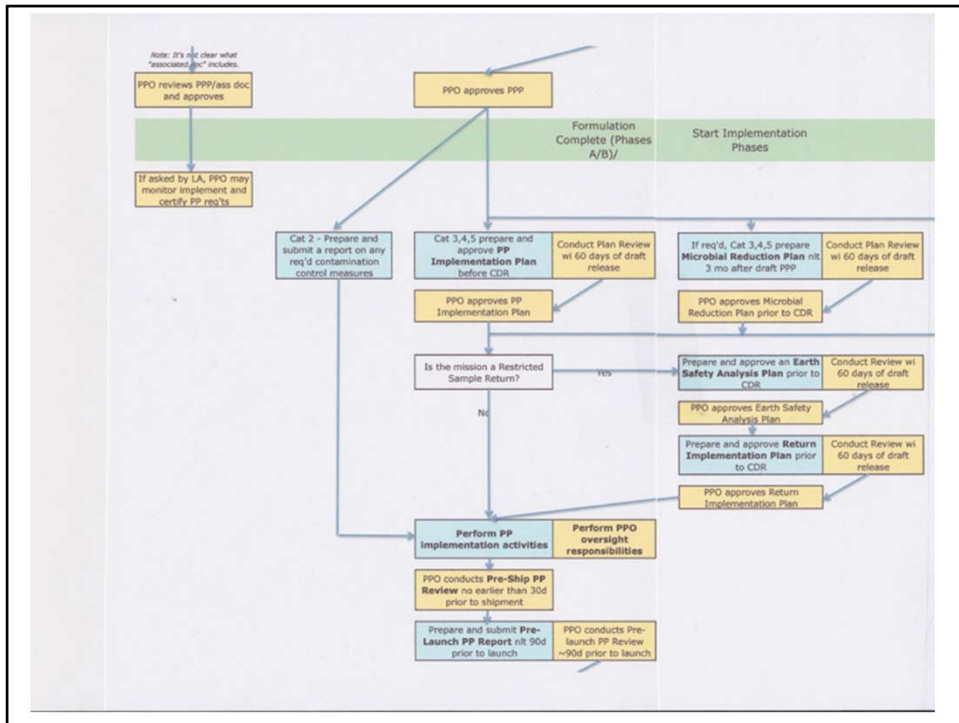 Note: It's not clear what
"associated doc" includes.
PPO reviews PPP/ass doc
and approves
PPO approves PPP
Formulation
Complete (Phases
A/B)/
Start Implementation
Phases
If asked by LA, PPO may
monitor implement and
certify PP req'ts
Cat 2 - Prepare and
submit a report on any
req'd contamination
control measures
Cat 3,4,5 prepare and
approve PP
Implementation Plan
before CDR
Conduct Plan Review
wi 60 days of draft
release
If req'd, Cat 3,4,5 prepare
Microbial Reduction Plan nlt
3 mo after draft PPP
Conduct Plan Review
wi 60 days of draft
release
PPO approves PP
Implementation Plan
PPO approves Microbial
Reduction Plan prior to CDR
Is the mission a Restricted
Sample Return?
Yes
No
Prepare and approve an Earth
Safety Analysis Plan prior to
CDR
Conduct Review wi
60 days of draft
release
PPO approves Earth Safety
Analysis Plan
Prepare and approve Return
Implementation Plan prior
to CDR
Conduct Review wi
60 days of draft
release
PPO approves Return
Implementation Plan
Perform PP
implementation activities
Perform PPO
oversight
responsibilities
PPO conducts Pre-Ship PP
Review no earlier than 30d
prior to shipment
Prepare and submit Pre-
Launch PP Report nlt 90d
prior to launch
PPO conducts Pre-
launch PP Review
~90d prior to launch